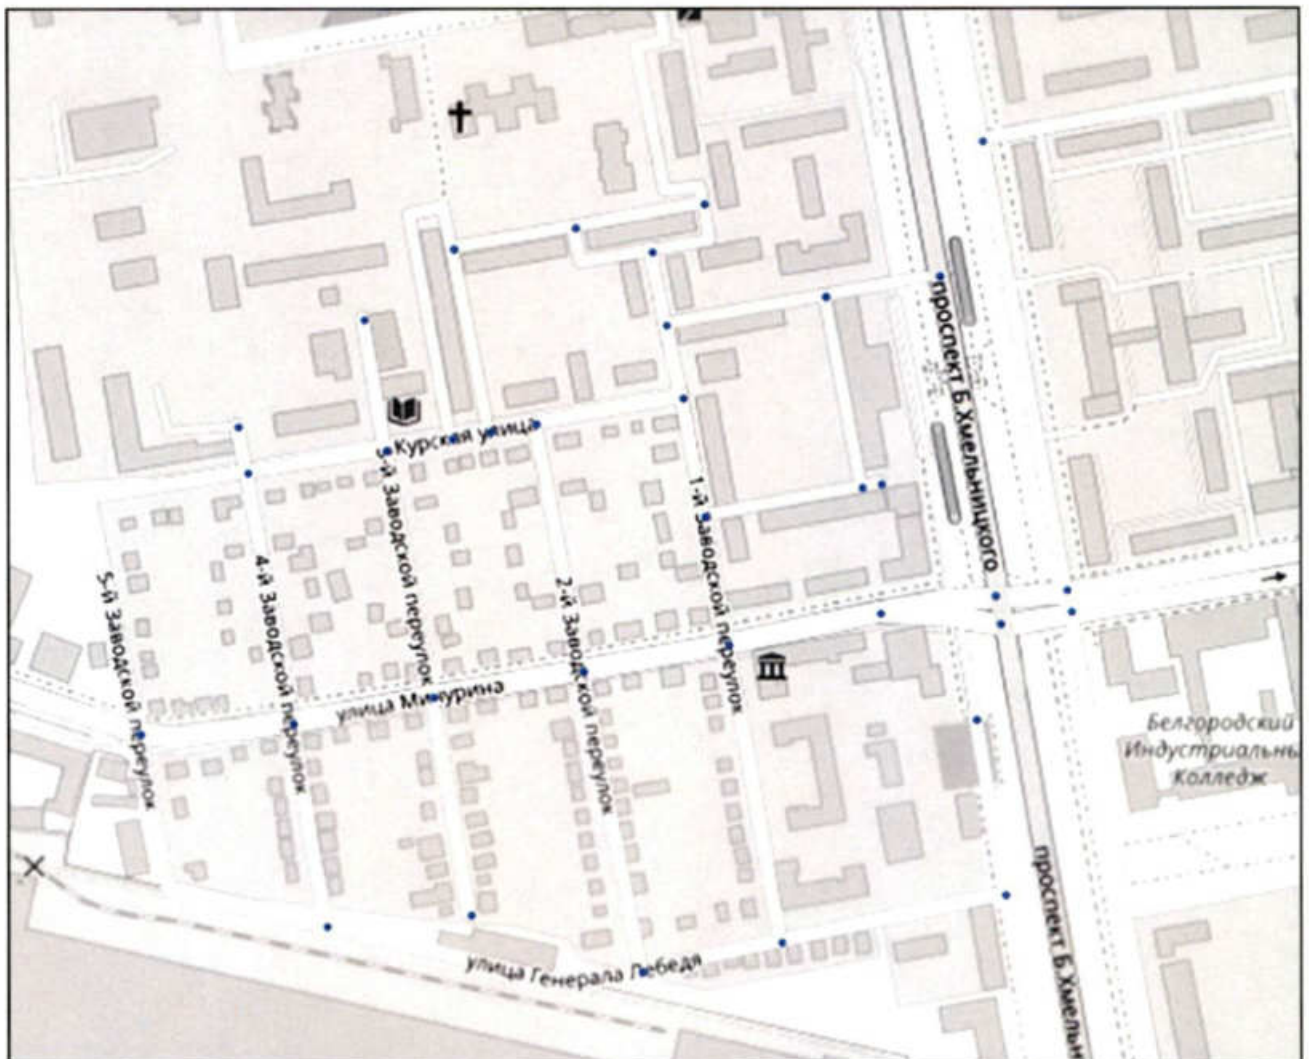 проспект Б.Хмельницкого
Курская улица
3-й Заводской переулок
1-й Заводской переулок
4-й Заводской переулок
5-й Заводской переулок
2-й Заводской переулок
улица Мичурина
Белгородский
Индустриальны
Колледж
проспект Б.Хмельн
улица Генерала Лебедя